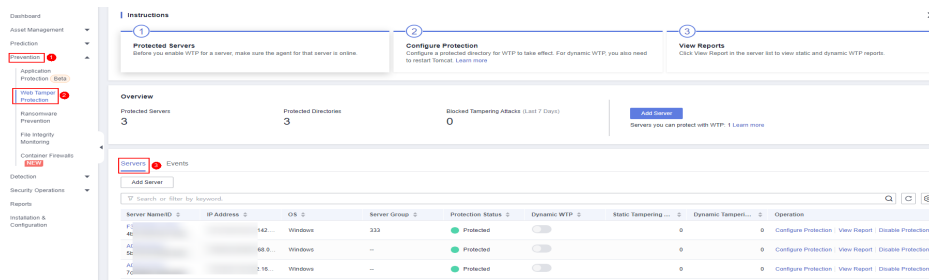 Dashboard
Asset Management
Prediction
Prevention 1
Application
Protection Beta
Web Tamper
Protection 2
Ransomware
Prevention
File Integrity
Monitoring
Container Firewalls
NEW
Detection
Security Operations
Reports
Installation &
Configuration
Instructions
1
Protected Servers
Before you enable WTP for a server, make sure the agent for that server is online.
2
Configure Protection
Configure a protected directory for WTP to take effect. For dynamic WTP, you also need
to restart Tomcat. Learn more
3
View Reports
Click View Report in the server list to view static and dynamic WTP reports.
Overview
Protected Servers
3
Protected Directories
3
Blocked Tampering Attacks (Last 7 Days)
0
Add Server
Servers you can protect with WTP: 1 Learn more
Servers 3 Events
Add Server
Search or filter by keyword.
Server Name/ID IP Address OS Server Group Protection Status Dynamic WTP Static Tampering ... Dynamic Tamperi... Operation
142... Windows 333 Protected 0 0 Configure Protection View Report Disable Protection
68.0... Windows -- Protected 0 0 Configure Protection View Report Disable Protection
16... Windows -- Protected 0 0 Configure Protection View Report Disable Protection